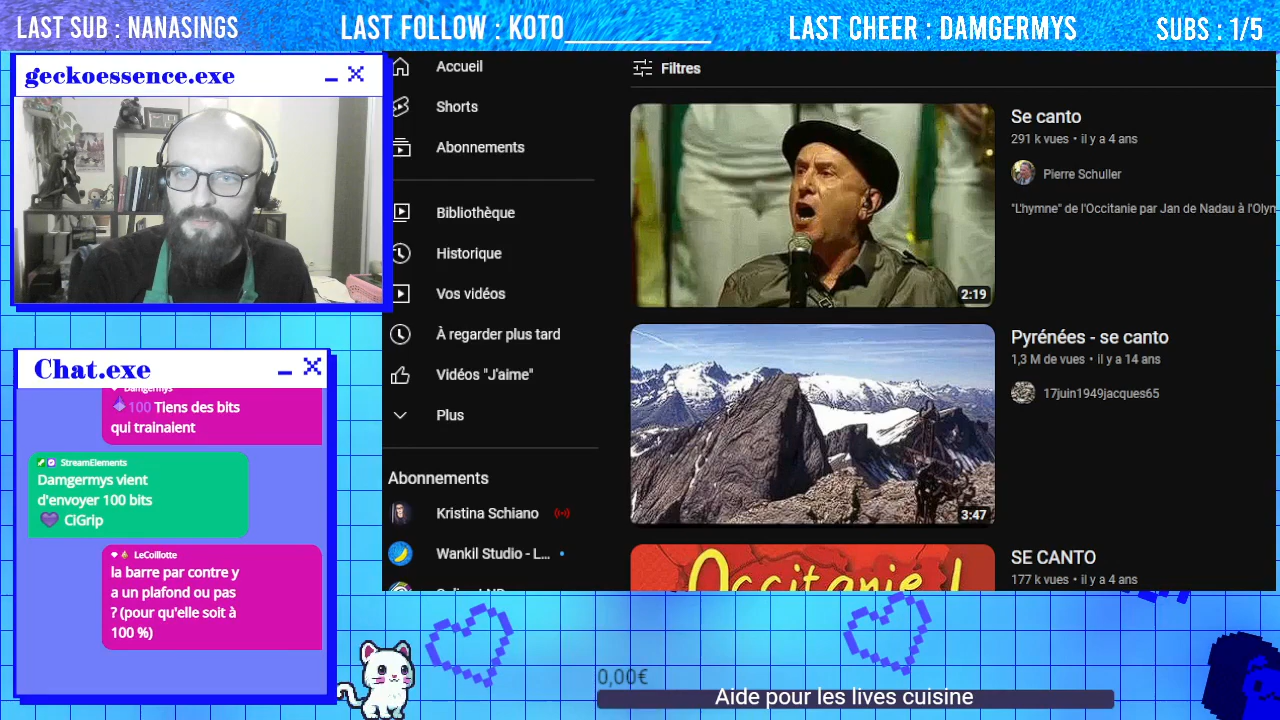 LAST SUB : NANASINGS
LAST FOLLOW : KOTO____________
LAST CHEER : DAMGERMY$
SUBS : 1/5
geckoessence.exe
Accueil
Shorts
Abonnements
Bibliothèque
Historique
Vos vidéos
À regarder plus tard
Vidéos "J'aime"
Plus
Abonnements
Kristina Schiano
Wankil Studio - L...
Filtres
2:19
Se canto
291 k vues • il y a 4 ans
Pierre Schuller
"L'hymne" de l'Occitanie par Jan de Nadau à l'Olym
3:47
Pyrénées - se canto
1,3 M de vues • il y a 14 ans
17juin1949jacques65
Occitanie !
SE CANTO
177 k vues • il y a 4 ans
Chat.exe
Damgermys
100 Tiens des bits
qui trainaient
StreamElements
Damgermys vient
d'envoyer 100 bits
CiGrip
LeColilotte
la barre par contre y
a un plafond ou pas
? (pour qu'elle soit à
100 %)
0,00€
Aide pour les lives cuisine